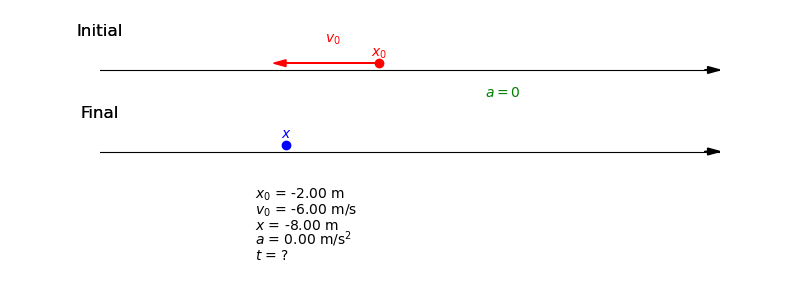 Initial
v₀
x₀
a = 0
Final
x
x₀ = -2.00 m
v₀ = -6.00 m/s
x = -8.00 m
a = 0.00 m/s²
t = ?